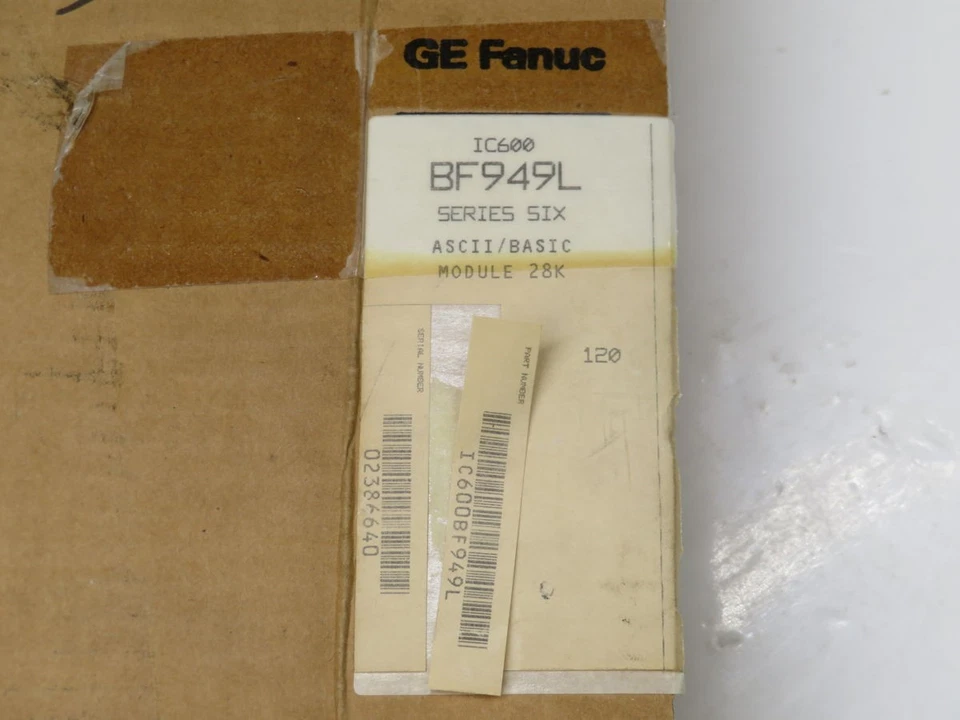 GE Fanuc
IC600
BF949L
SERIES SIX
ASCII/BASIC
MODULE 28K
120
SERIAL NUMBER
02386640
PART NUMBER
IC600BF949L